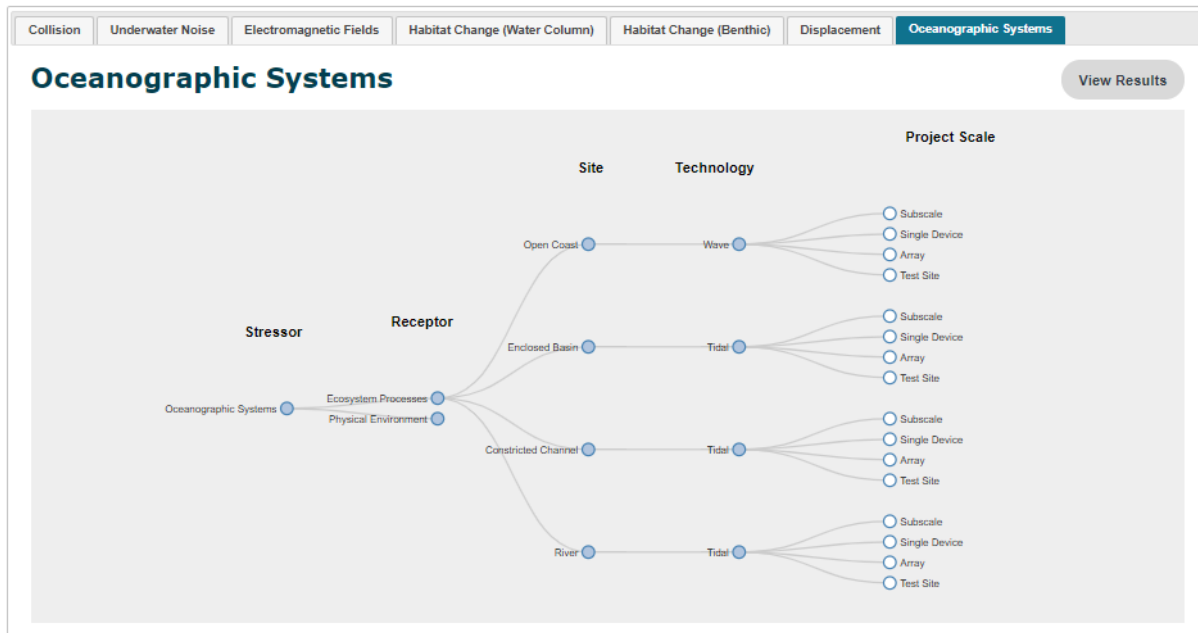 Collision
Underwater Noise
Electromagnetic Fields
Habitat Change (Water Column)
Habitat Change (Benthic)
Displacement
Oceanographic Systems
Oceanographic Systems
View Results
Stressor
Receptor
Site
Technology
Project Scale
Oceanographic Systems
Ecosystem Processes
Physical Environment
Open Coast
Wave
Subscale
Single Device
Array
Test Site
Enclosed Basin
Tidal
Subscale
Single Device
Array
Test Site
Constricted Channel
Tidal
Subscale
Single Device
Array
Test Site
River
Tidal
Subscale
Single Device
Array
Test Site